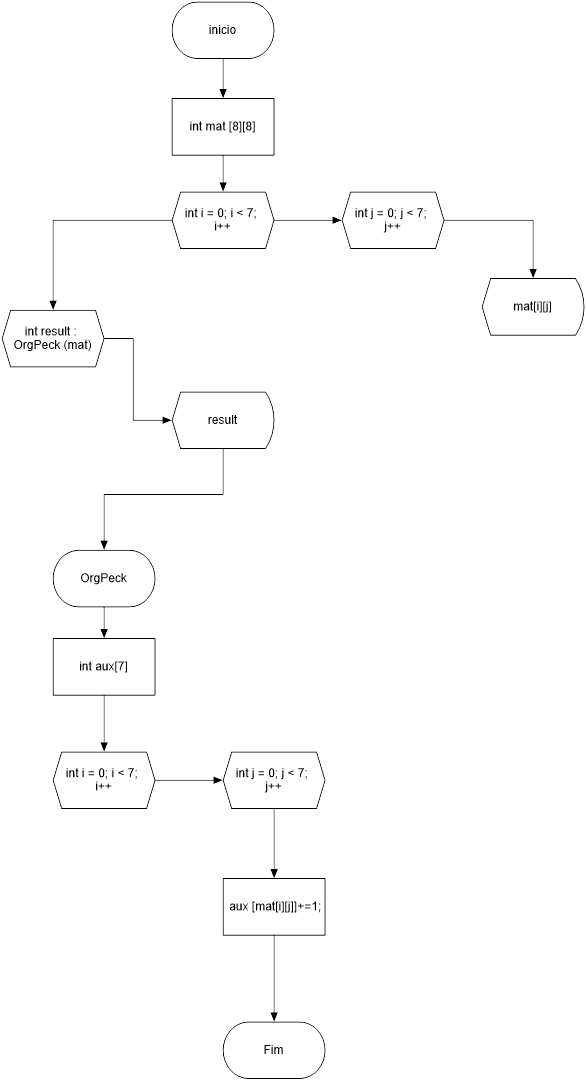 inicio
int mat [8][8]
int i = 0; i < 7;
i++
int j = 0; j < 7;
j++
mat[i][j]
int result :
OrgPeck (mat)
result
OrgPeck
int aux[7]
int i = 0; i < 7;
i++
int j = 0; j < 7;
j++
aux [mat[i][j]]+=1;
Fim